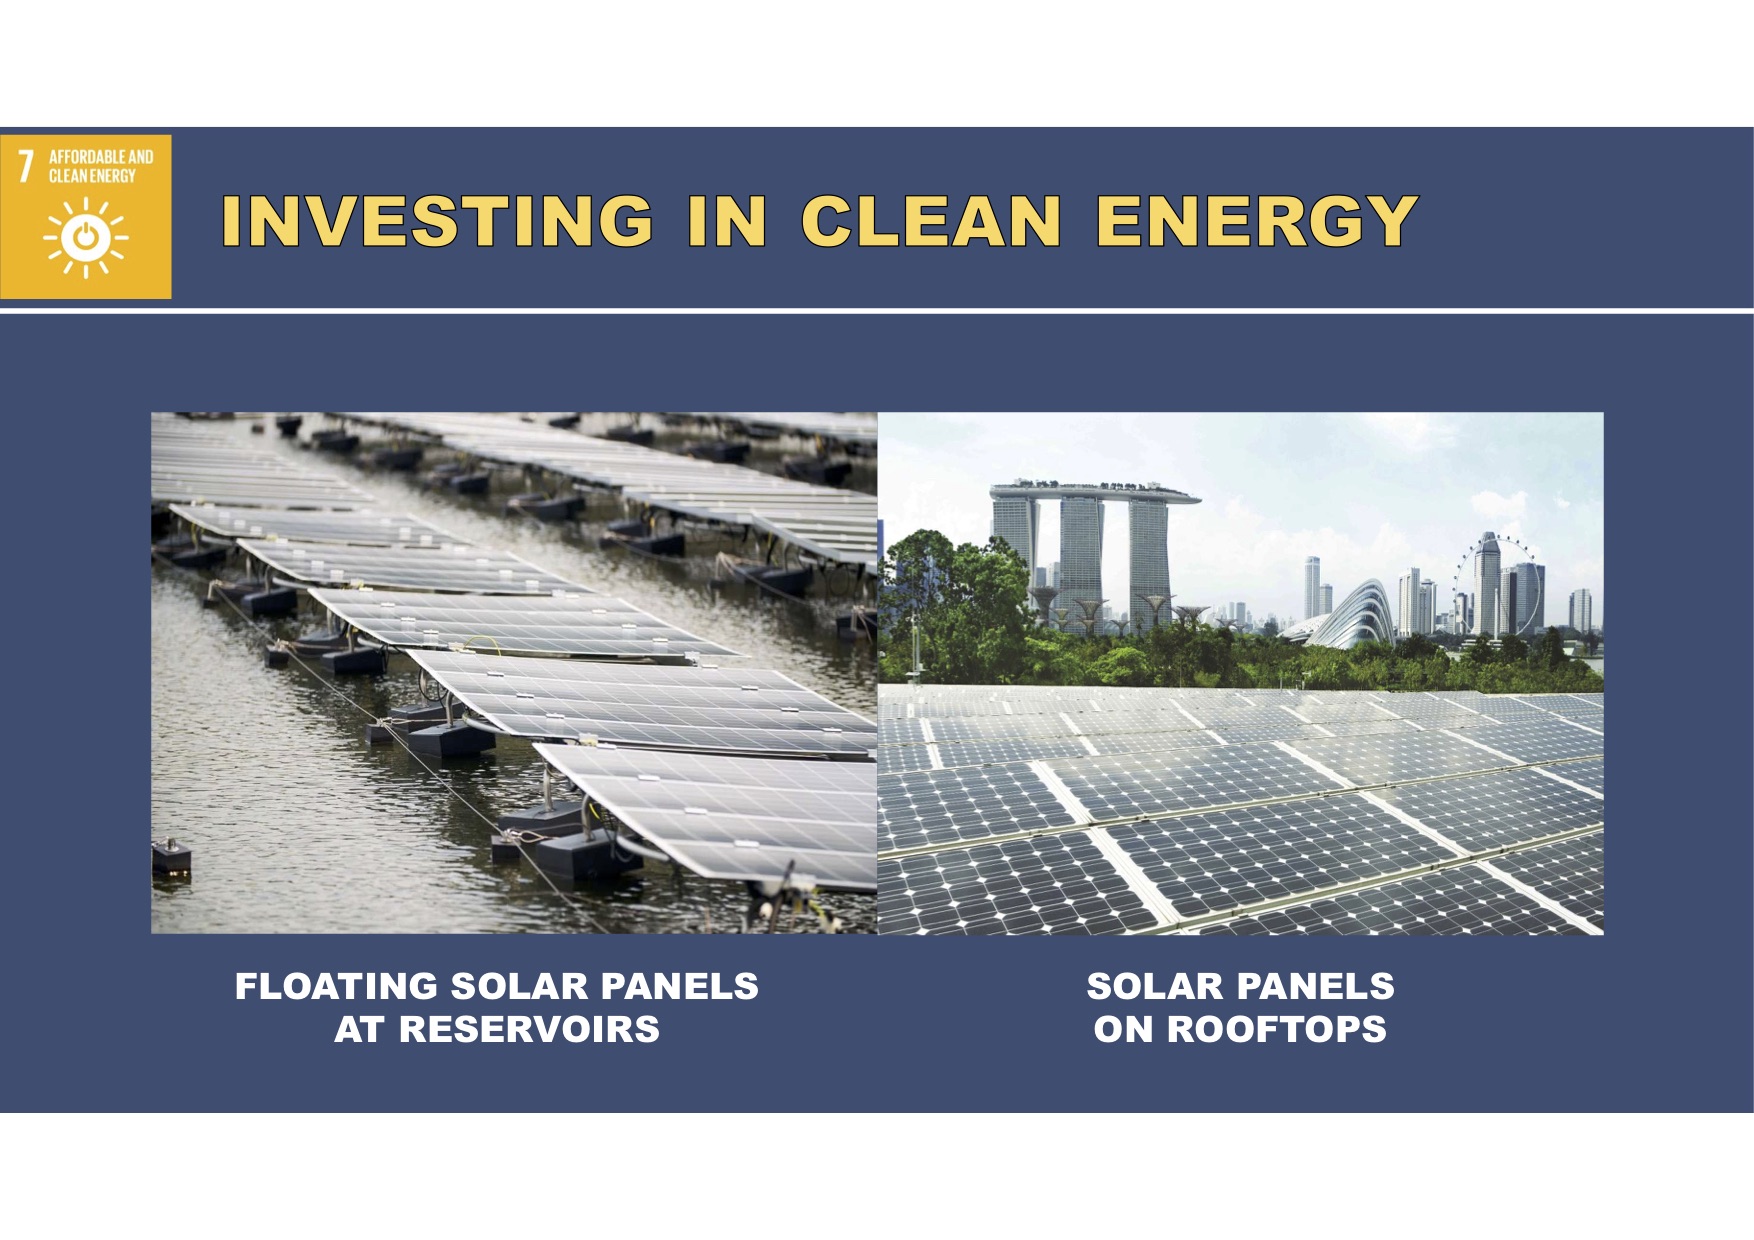 7 AFFORDABLE AND
CLEAN ENERGY
INVESTING IN CLEAN ENERGY
FLOATING SOLAR PANELS
AT RESERVOIRS
SOLAR PANELS
ON ROOFTOPS